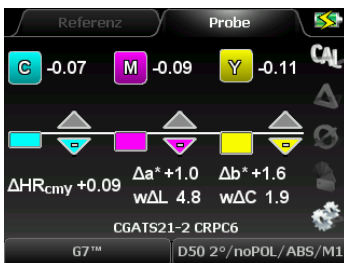 Referenz Probe
C -0.07 M -0.09 Y -0.11
CAL
ΔHRcmy +0.09 Δa* +1.0 Δb* +1.6
wΔL 4.8 wΔC 1.9
CGATS21-2 CRPC6
G7™ D50 2°/noPOL/ABS/M1